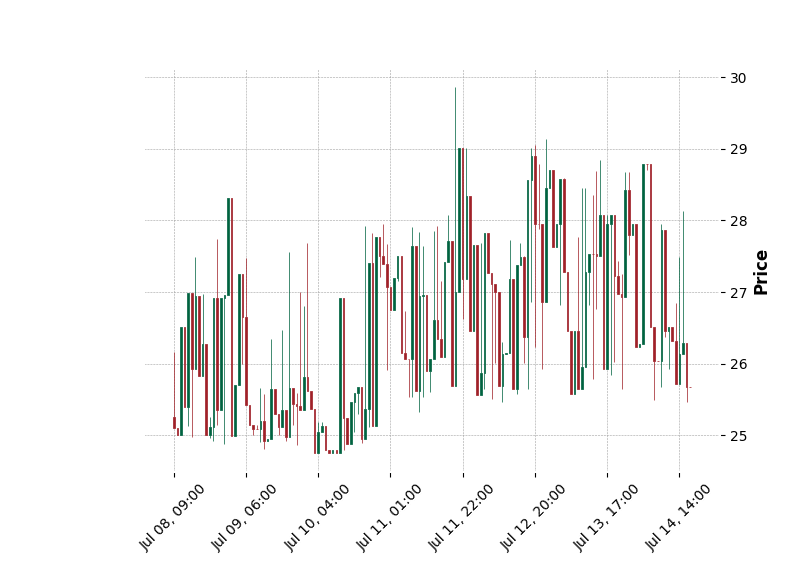 30
29
28
27
26
25
Price
Jul 08, 09:00
Jul 09, 06:00
Jul 10, 04:00
Jul 11, 01:00
Jul 11, 22:00
Jul 12, 20:00
Jul 13, 17:00
Jul 14, 14:00